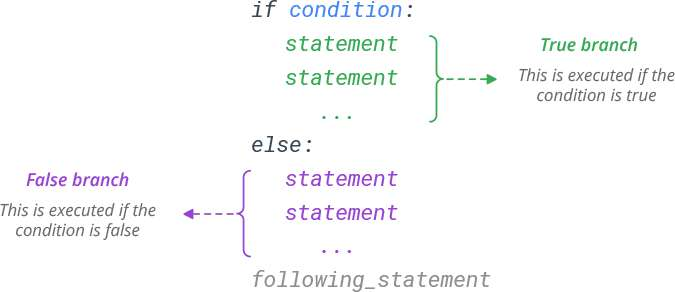 if condition:
statement
statement
...
True branch
This is executed if the
condition is true
else:
False branch
This is executed if the
condition is false
statement
statement
...
following_statement